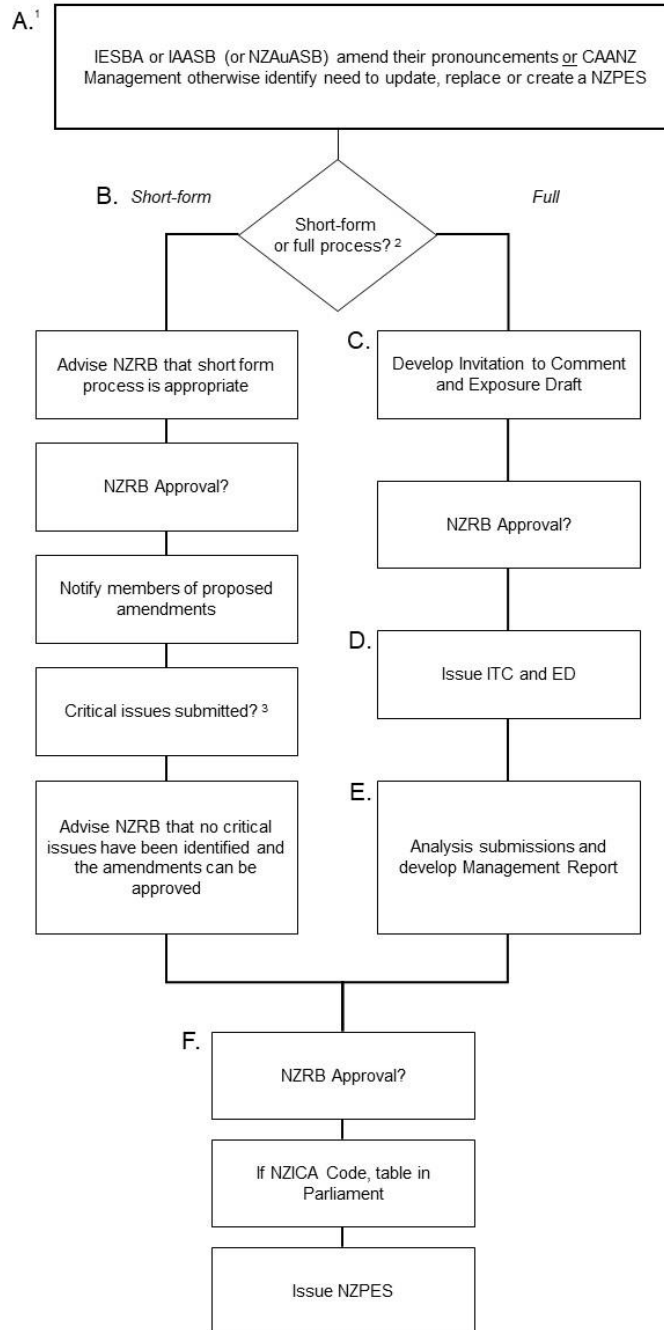 A.¹
IESBA or IAASB (or NZAuASB) amend their pronouncements or CAANZ
Management otherwise identify need to update, replace or create a NZPES
B. Short-form
Full
Short-form
or full process? ²
Advise NZRB that short form
process is appropriate
NZRB Approval?
Notify members of proposed
amendments
Critical issues submitted? ³
Advise NZRB that no critical
issues have been identified and
the amendments can be
approved
C.
Develop Invitation to Comment
and Exposure Draft
NZRB Approval?
D.
Issue ITC and ED
E.
Analysis submissions and
develop Management Report
F.
NZRB Approval?
If NZICA Code, table in
Parliament
Issue NZPES